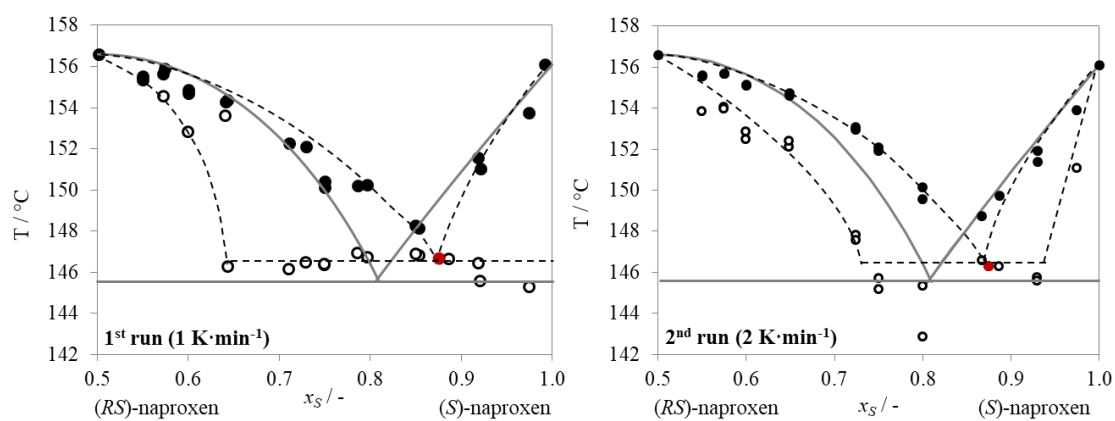 158
156
154
152
150
148
146
144
142
T / °C
1st run (1 K·min-1)
0.5 0.6 0.7 0.8 0.9 1.0
(RS)-naproxen xS / - (S)-naproxen
158
156
154
152
150
148
146
144
142
T / °C
2nd run (2 K·min-1)
0.5 0.6 0.7 0.8 0.9 1.0
(RS)-naproxen xS / - (S)-naproxen